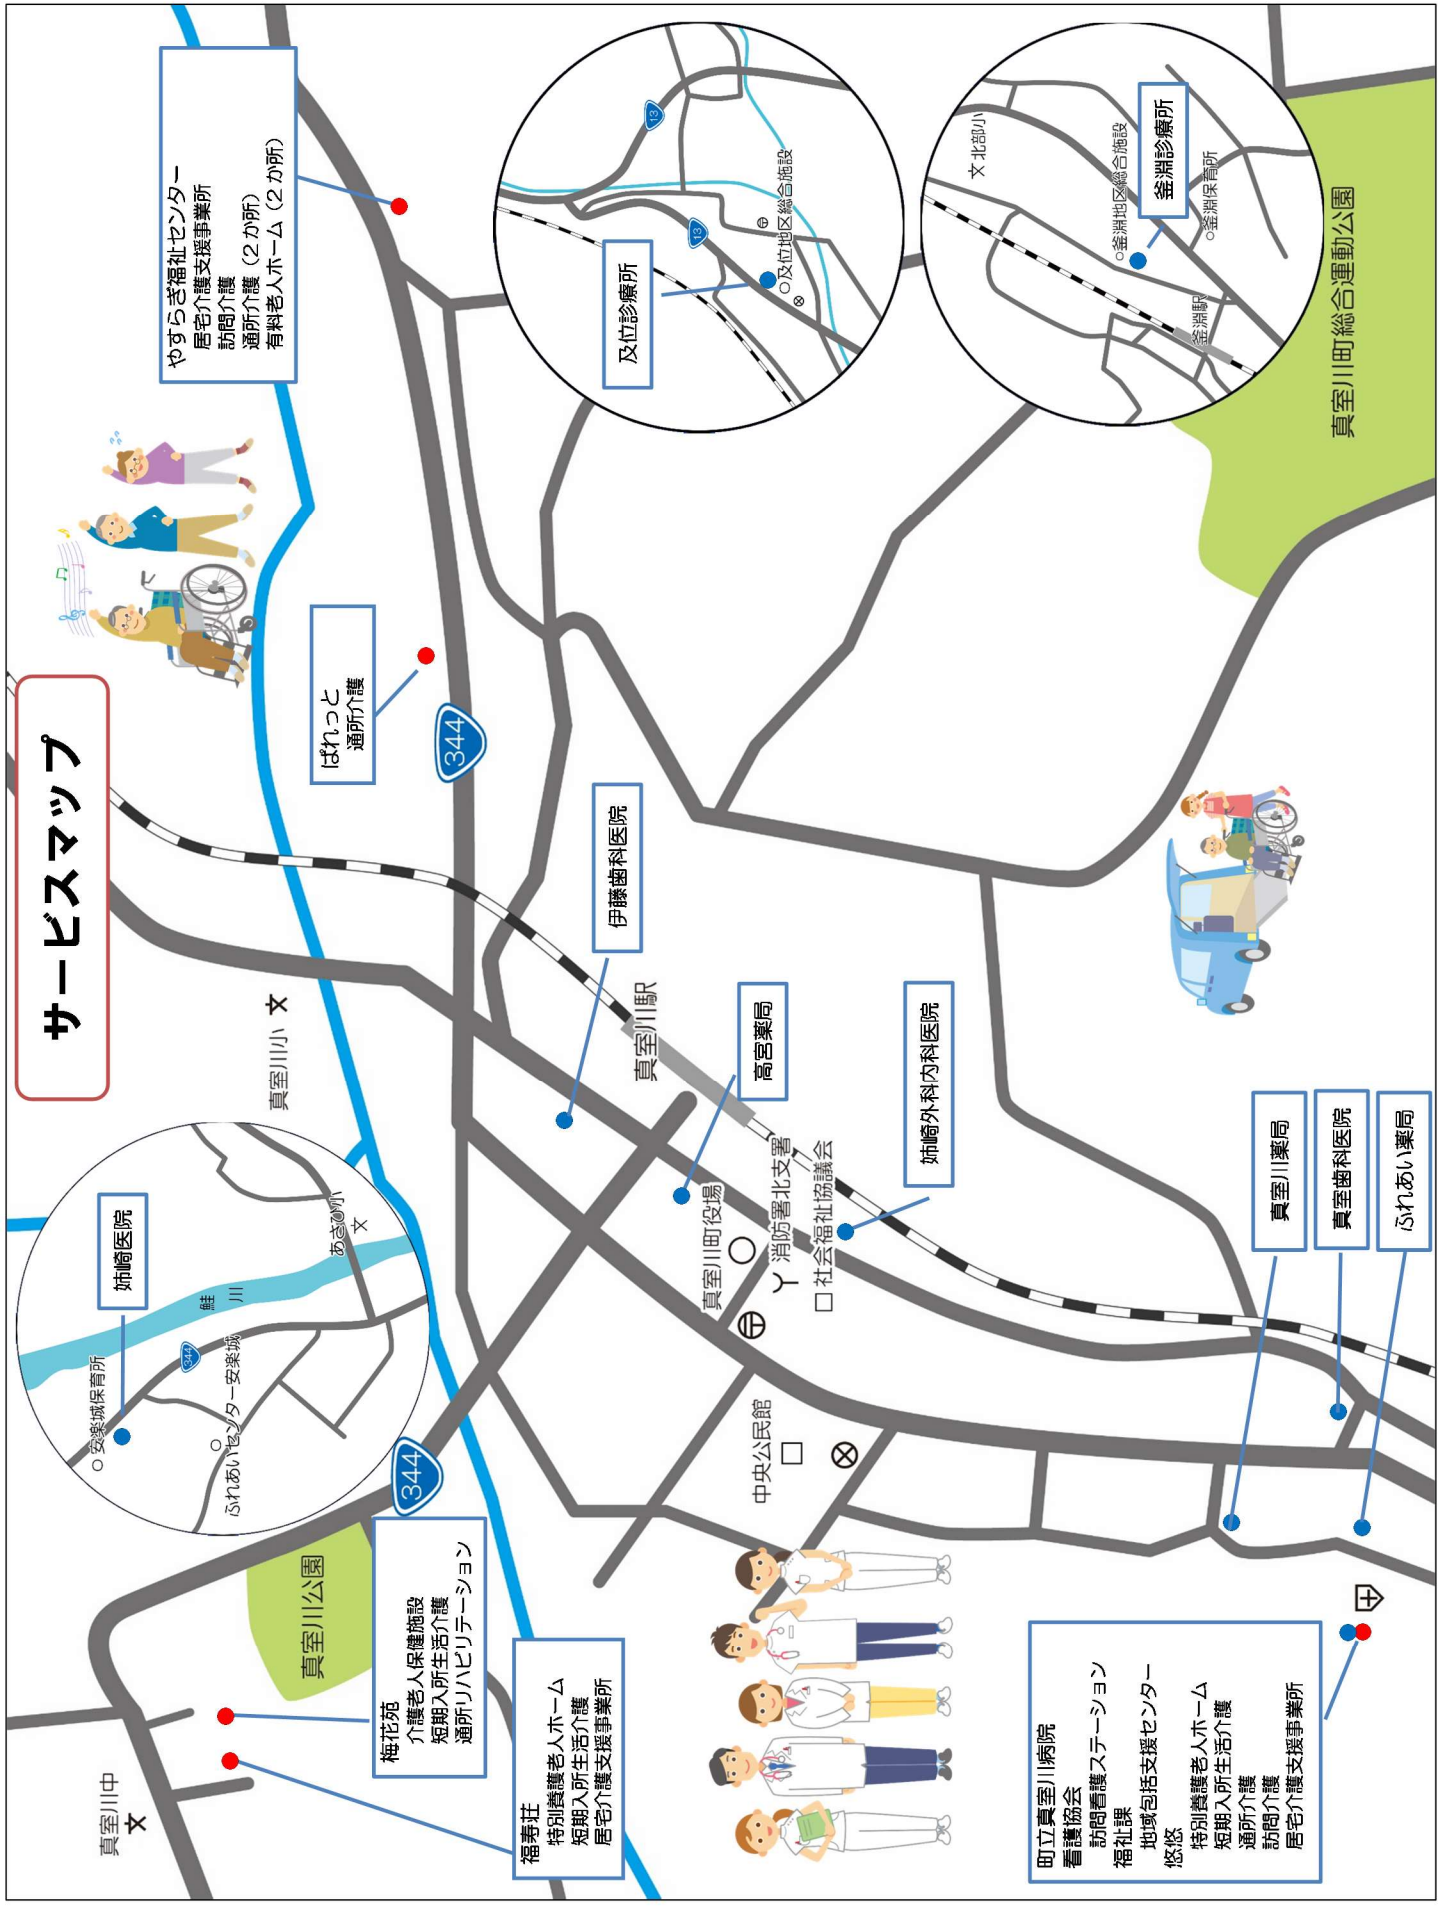 サービスマップ
真室川中
文
真室川公園
梅花苑
介護老人保健施設
短期入所生活介護
通所リハビリテーション
福寿荘
特別養護老人ホーム
短期入所生活介護
居宅介護支援事業所
344
姉崎医院
安楽城保育所
ふれあいセンター安楽城
344
鮭
川
あさひ小
文
真室川小
文
やすらぎ福祉センター
居宅介護支援事業所
訪問介護
通所介護(2か所)
有料老人ホーム(2か所)
ぱれっと
通所介護
344
伊藤歯科医院
真室川駅
高宮薬局
真室川町役場
消防署北支署
社会福祉協議会
姉崎外科内科医院
中央公民館
及位診療所
及位地区総合施設
13
13
釜淵診療所
文 北部小
釜淵地区総合施設
釜淵保育所
釜淵駅
真室川町総合運動公園
町立真室川病院
看護協会
訪問看護ステーション
福祉課
地域包括支援センター
悠悠
特別養護老人ホーム
短期入所生活介護
通所介護
訪問介護
居宅介護支援事業所
真室川薬局
真室歯科医院
ふれあい薬局